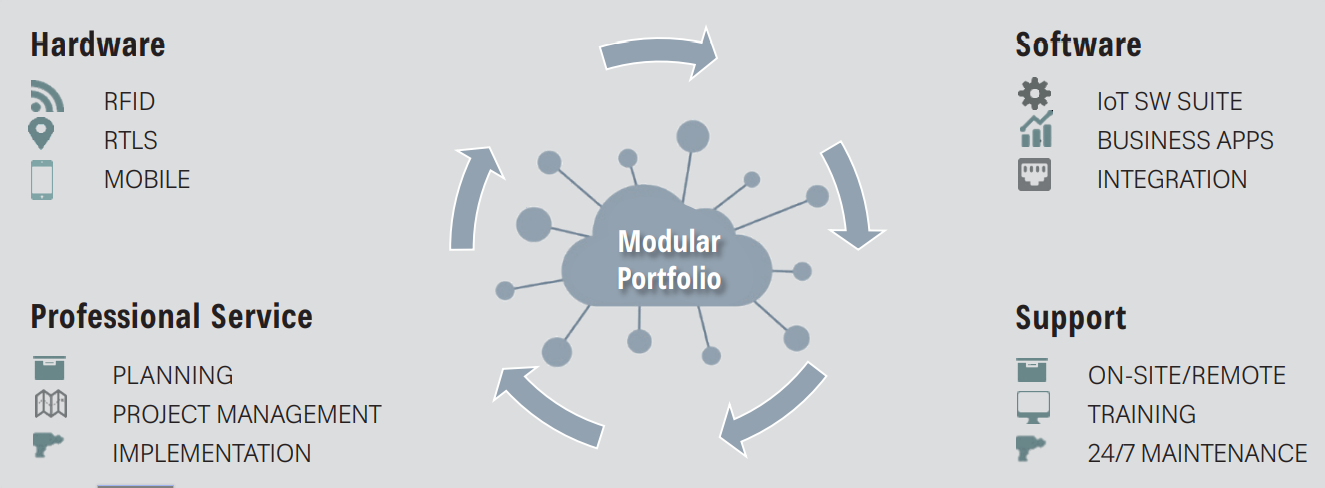 Hardware
RFID
RTLS
MOBILE
Software
IoT SW SUITE
BUSINESS APPS
INTEGRATION
Modular
Portfolio
Professional Service
PLANNING
PROJECT MANAGEMENT
IMPLEMENTATION
Support
ON-SITE/REMOTE
TRAINING
24/7 MAINTENANCE